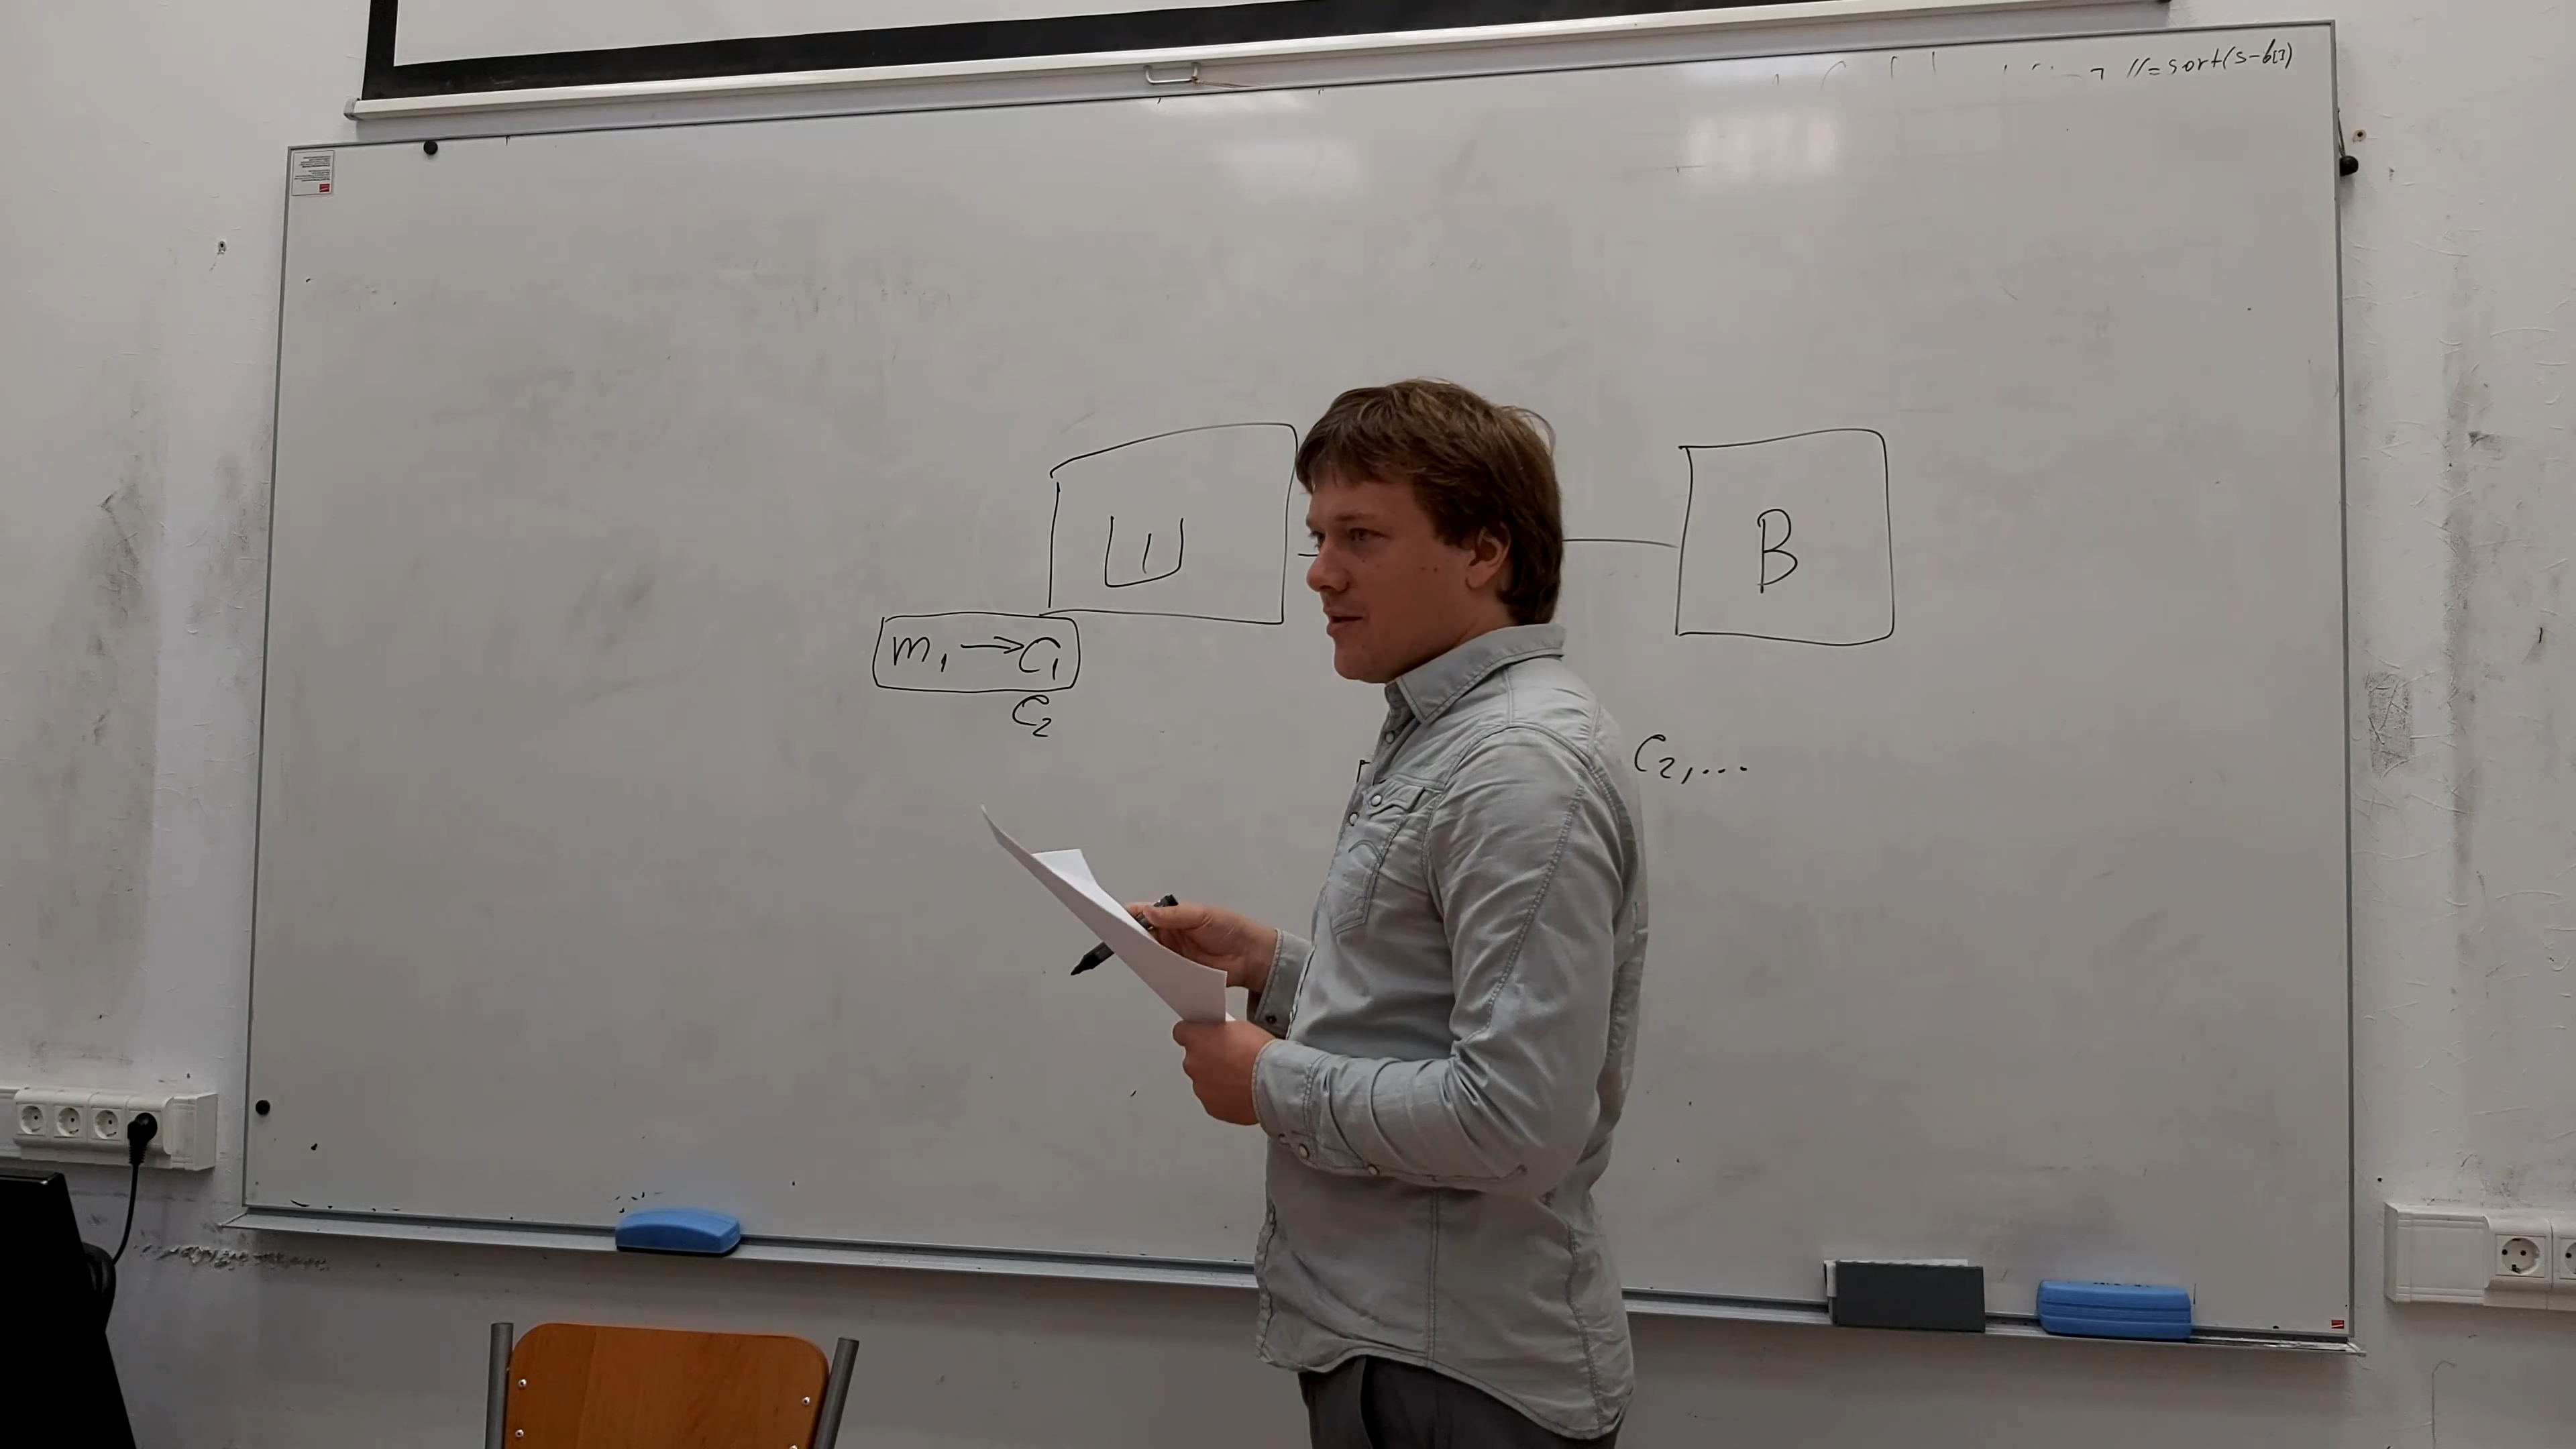 //=sort(s-b[])
Ш B
m₁ → C₁
C₂
C₂,...